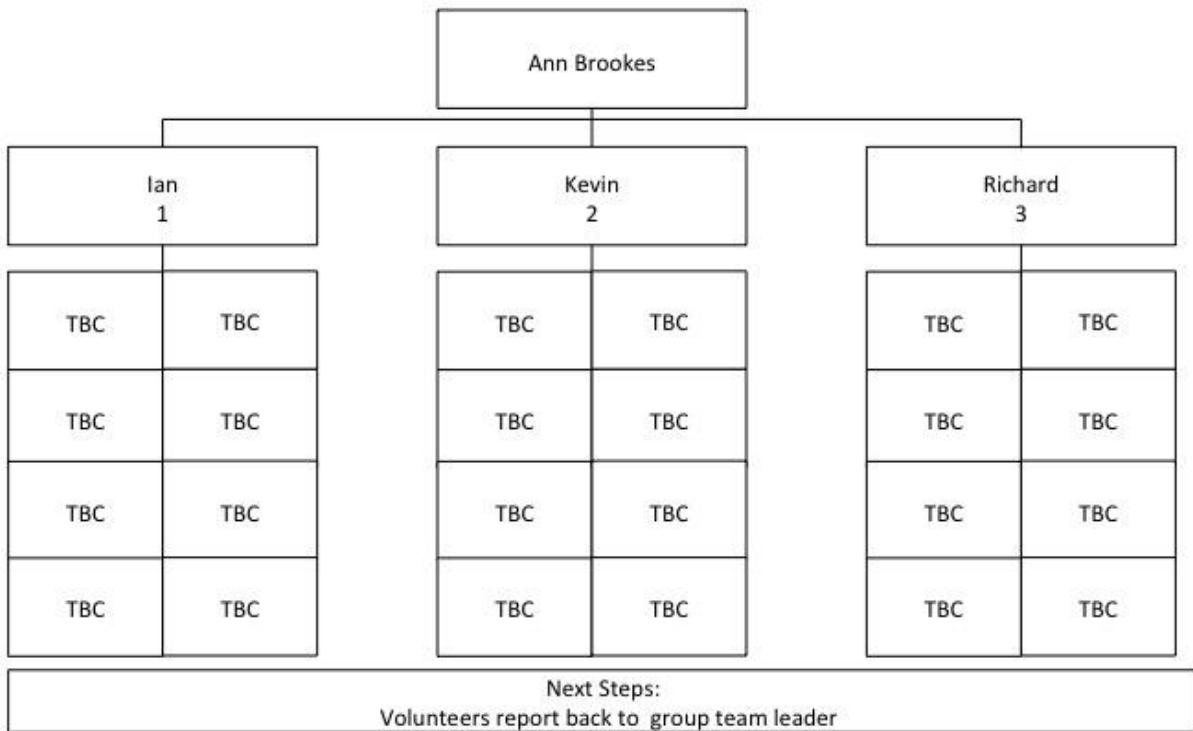 Ann Brookes
Ian
1
Kevin
2
Richard
3
TBC TBC TBC TBC TBC TBC
TBC TBC TBC TBC TBC TBC
TBC TBC TBC TBC TBC TBC
TBC TBC TBC TBC TBC TBC
Next Steps:
Volunteers report back to group team leader